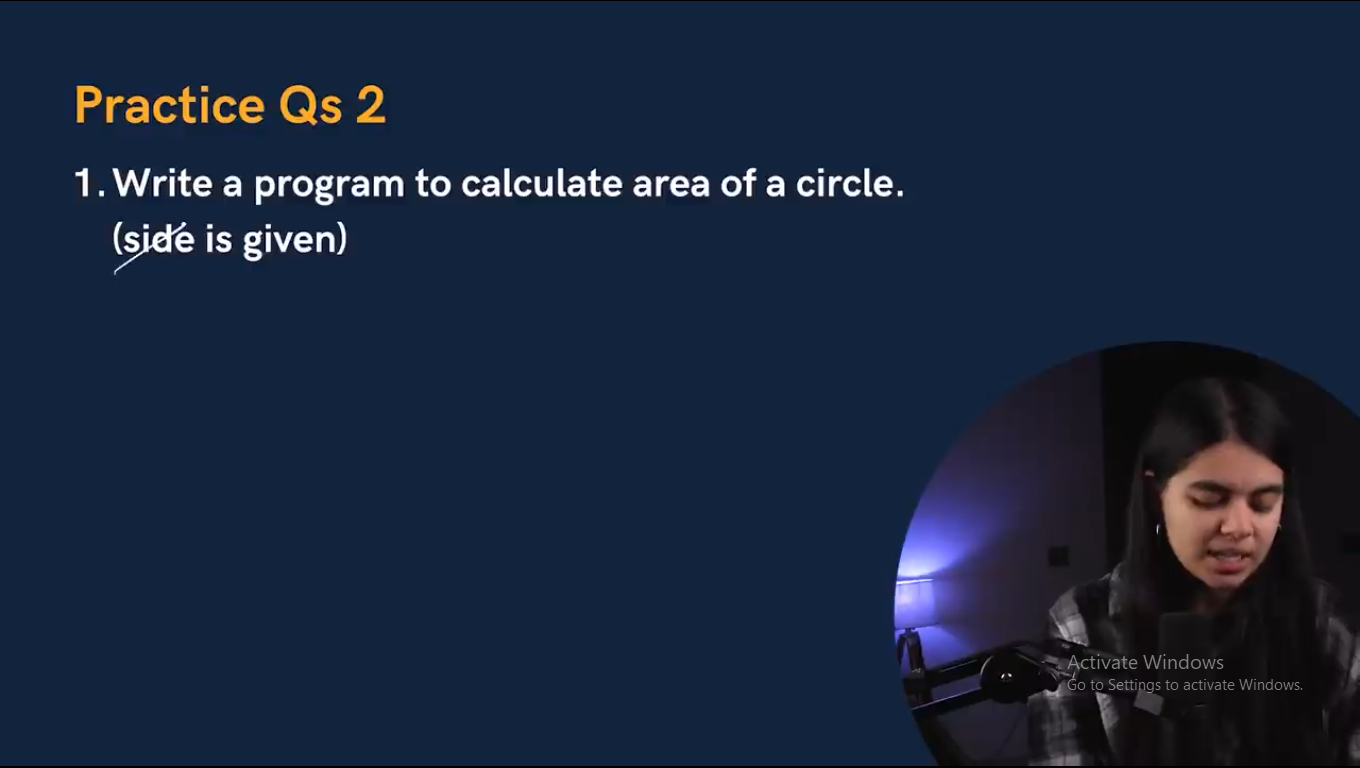 Practice Qs 2
1. Write a program to calculate area of a circle.
(side is given)
Activate Windows
Go to Settings to activate Windows.